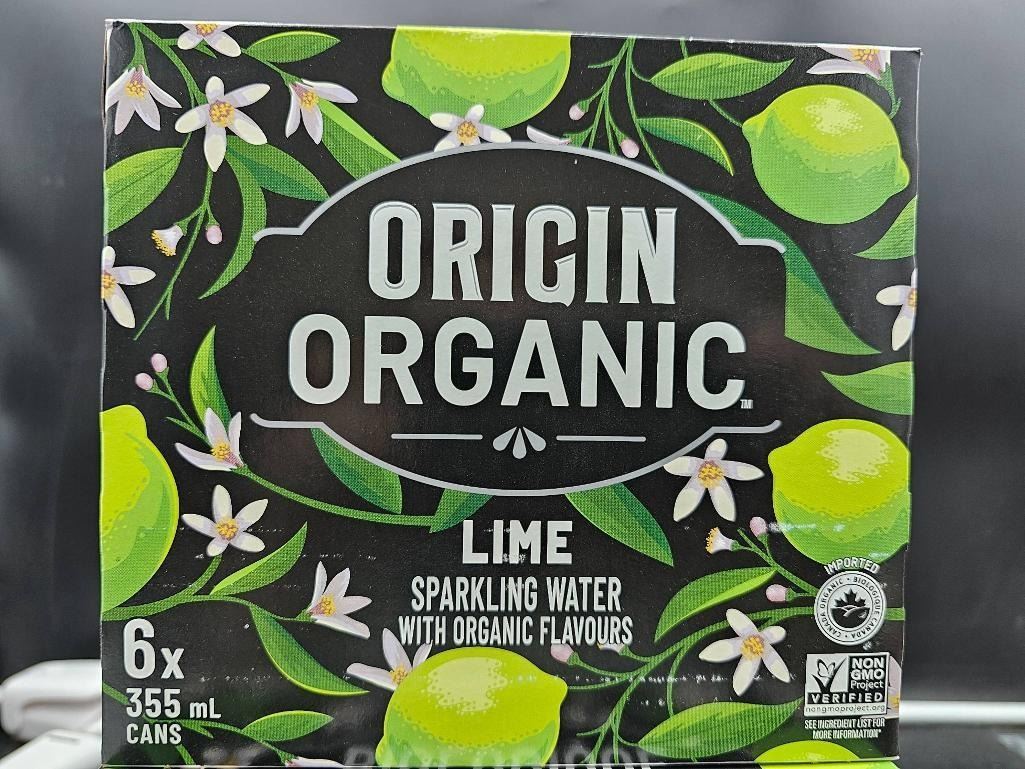 ORIGIN
ORGANIC
TM
LIME
SPARKLING WATER
WITH ORGANIC FLAVOURS
6x
355 mL
CANS
IMPORTED
CANADA ORGANIC • BIOLOGIQUE CANADA •
NON
GMO
Project
VERIFIED
nongmoproject.org
SEE INGREDIENT LIST FOR
MORE INFORMATION*